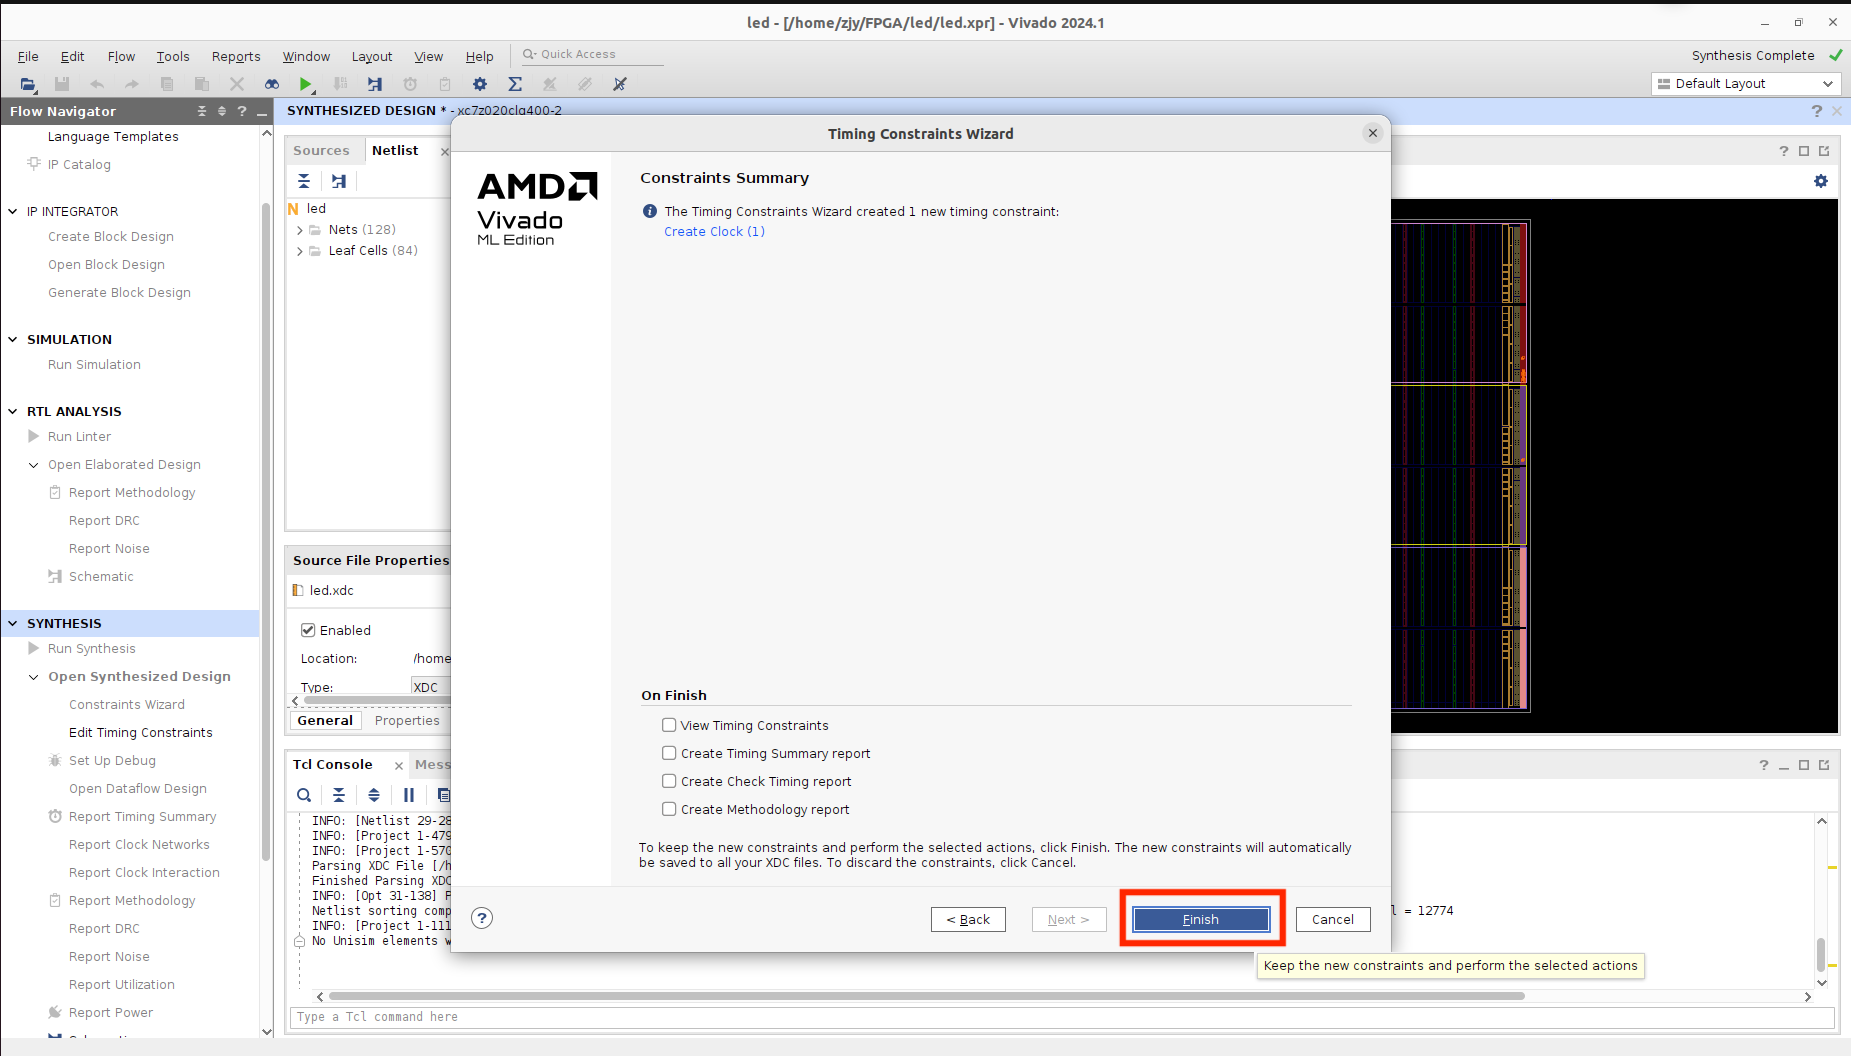 led - [/home/zjy/FPGA/led/led.xpr] - Vivado 2024.1
File Edit Flow Tools Reports Window Layout View Help Quick Access
Synthesis Complete
Default Layout
Flow Navigator
SYNTHESIZED DESIGN * - xc7z020clg400-2
Language Templates
IP Catalog
IP INTEGRATOR
Create Block Design
Open Block Design
Generate Block Design
SIMULATION
Run Simulation
RTL ANALYSIS
Run Linter
Open Elaborated Design
Report Methodology
Report DRC
Report Noise
Schematic
SYNTHESIS
Run Synthesis
Open Synthesized Design
Constraints Wizard
Edit Timing Constraints
Set Up Debug
Open Dataflow Design
Report Timing Summary
Report Clock Networks
Report Clock Interaction
Report Methodology
Report DRC
Report Noise
Report Utilization
Report Power
Sources Netlist
N led
Nets (128)
Leaf Cells (84)
Source File Properties
led.xdc
Enabled
Location: /home
Type: XDC
General Properties
Tcl Console Mess
INFO: [Netlist 29-28
INFO: [Project 1-479
INFO: [Project 1-570
Parsing XDC File [/h
Finished Parsing XDC
INFO: [Opt 31-138] P
Netlist sorting comp
INFO: [Project 1-111
No Unisim elements w
l = 12774
Type a Tcl command here
Timing Constraints Wizard
AMD
Vivado
ML Edition
Constraints Summary
The Timing Constraints Wizard created 1 new timing constraint:
Create Clock (1)
On Finish
View Timing Constraints
Create Timing Summary report
Create Check Timing report
Create Methodology report
To keep the new constraints and perform the selected actions, click Finish. The new constraints will automatically
be saved to all your XDC files. To discard the constraints, click Cancel.
? < Back Next > Finish Cancel
Keep the new constraints and perform the selected actions